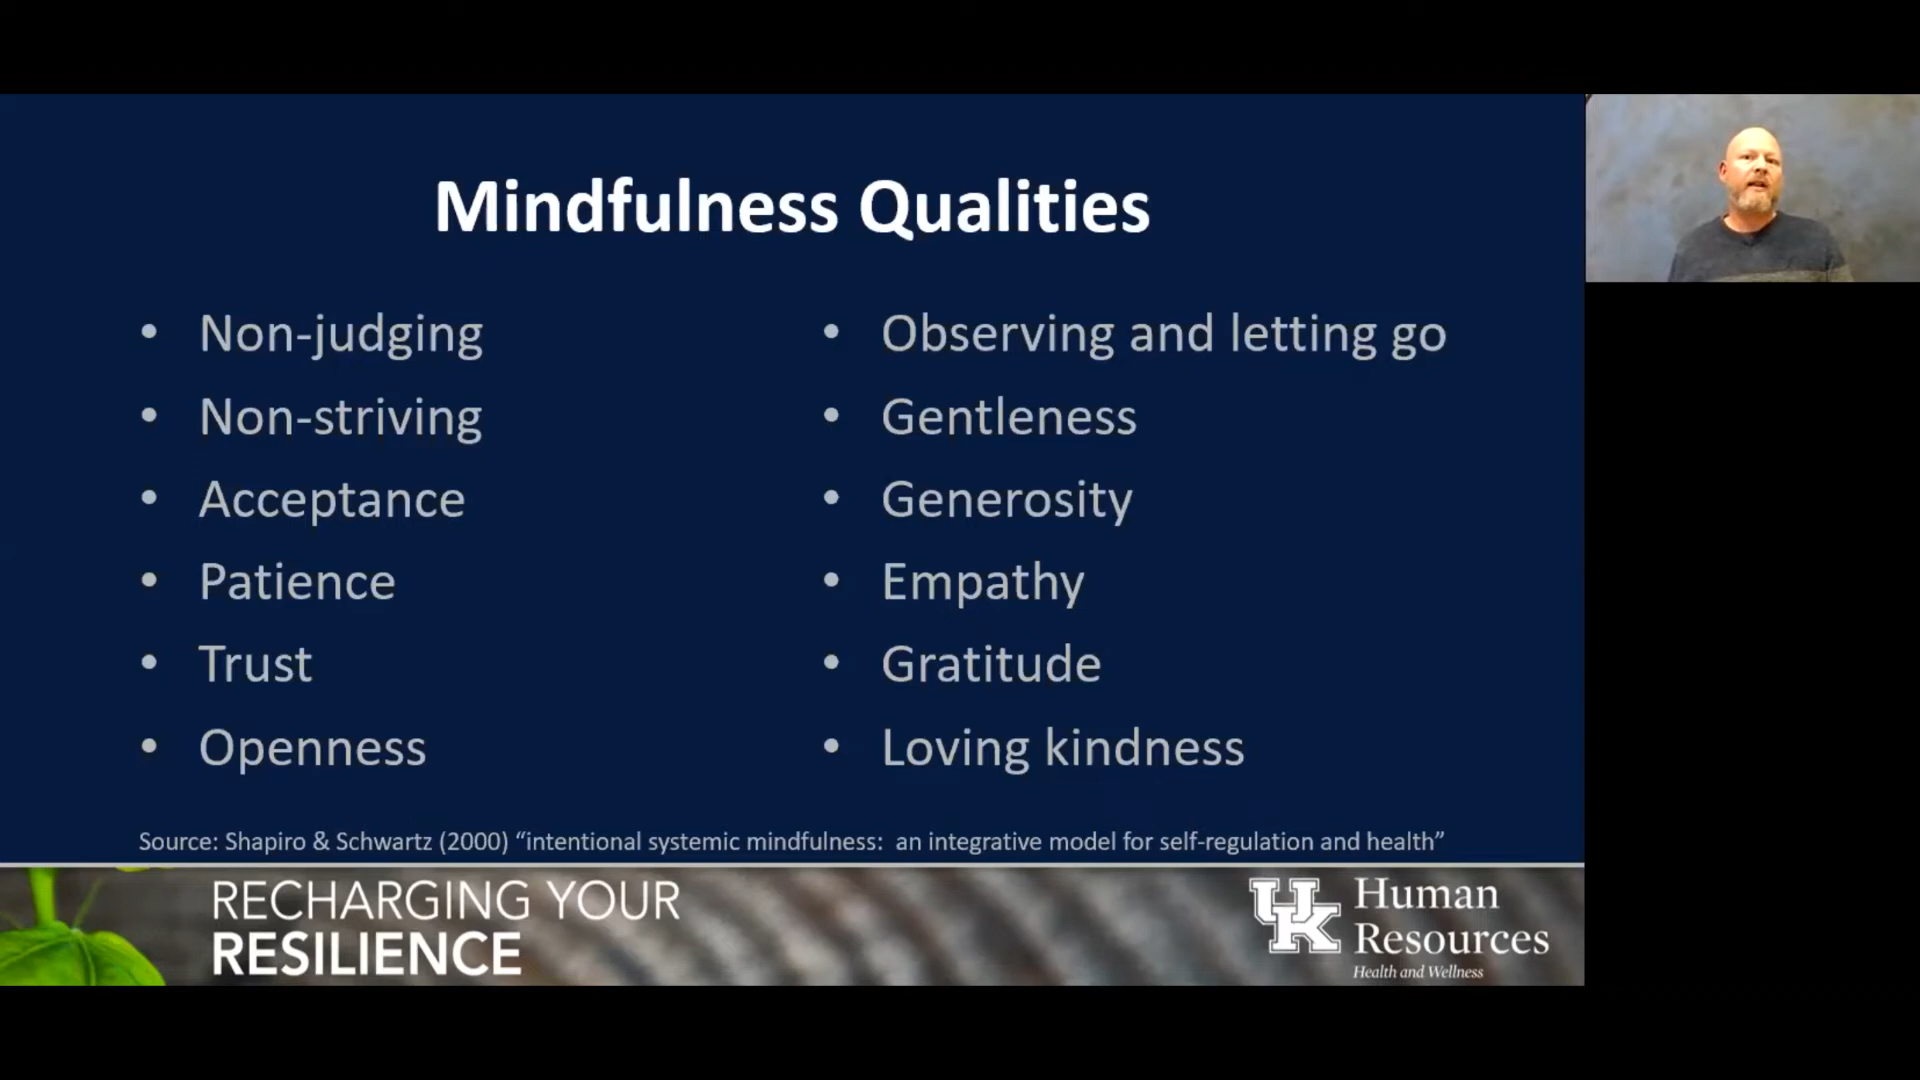 Mindfulness Qualities
• Non-judging
• Non-striving
• Acceptance
• Patience
• Trust
• Openness
• Observing and letting go
• Gentleness
• Generosity
• Empathy
• Gratitude
• Loving kindness
Source: Shapiro & Schwartz (2000) “intentional systemic mindfulness:  an integrative model for self-regulation and health”
RECHARGING YOUR
RESILIENCE
UK
Human
Resources
Health and Wellness